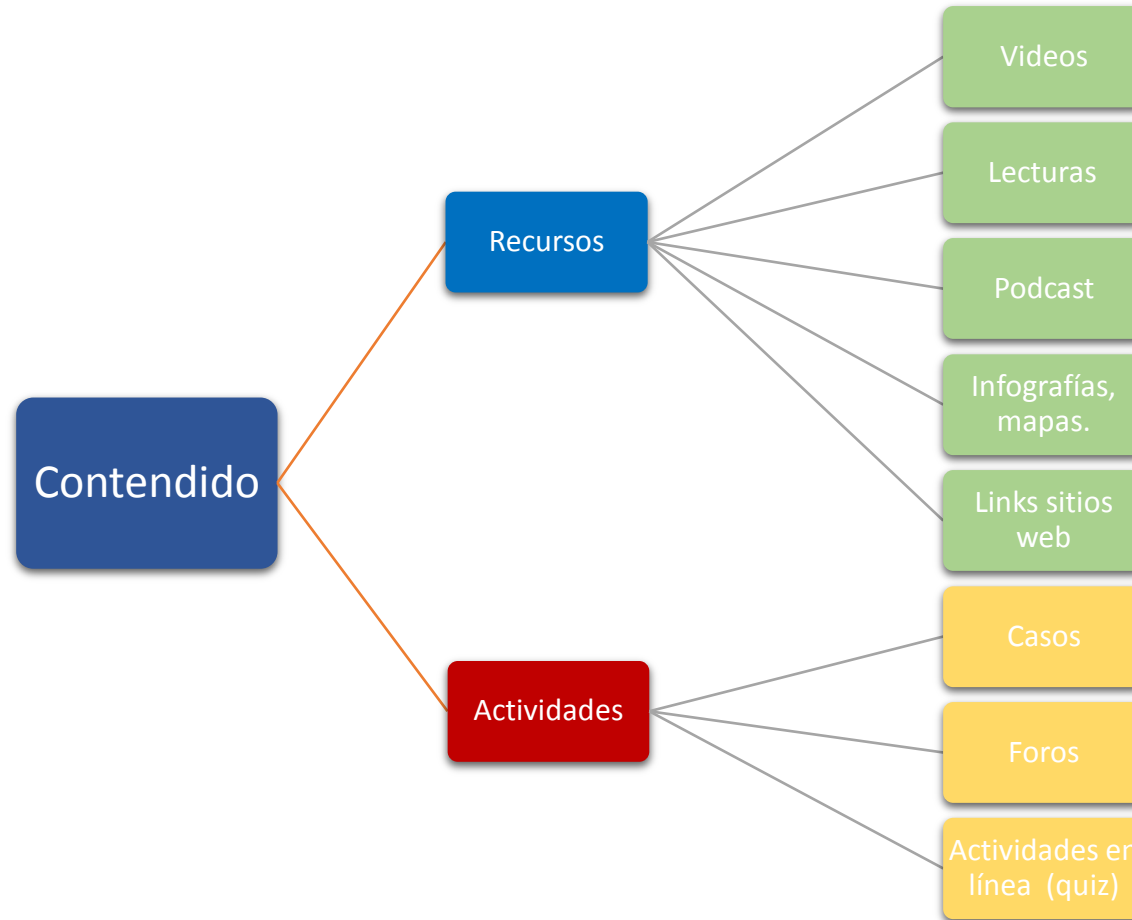 Contendido
Recursos
Actividades
Videos
Lecturas
Podcast
Infografías,
mapas.
Links sitios
web
Casos
Foros
Actividades en
línea (quiz)